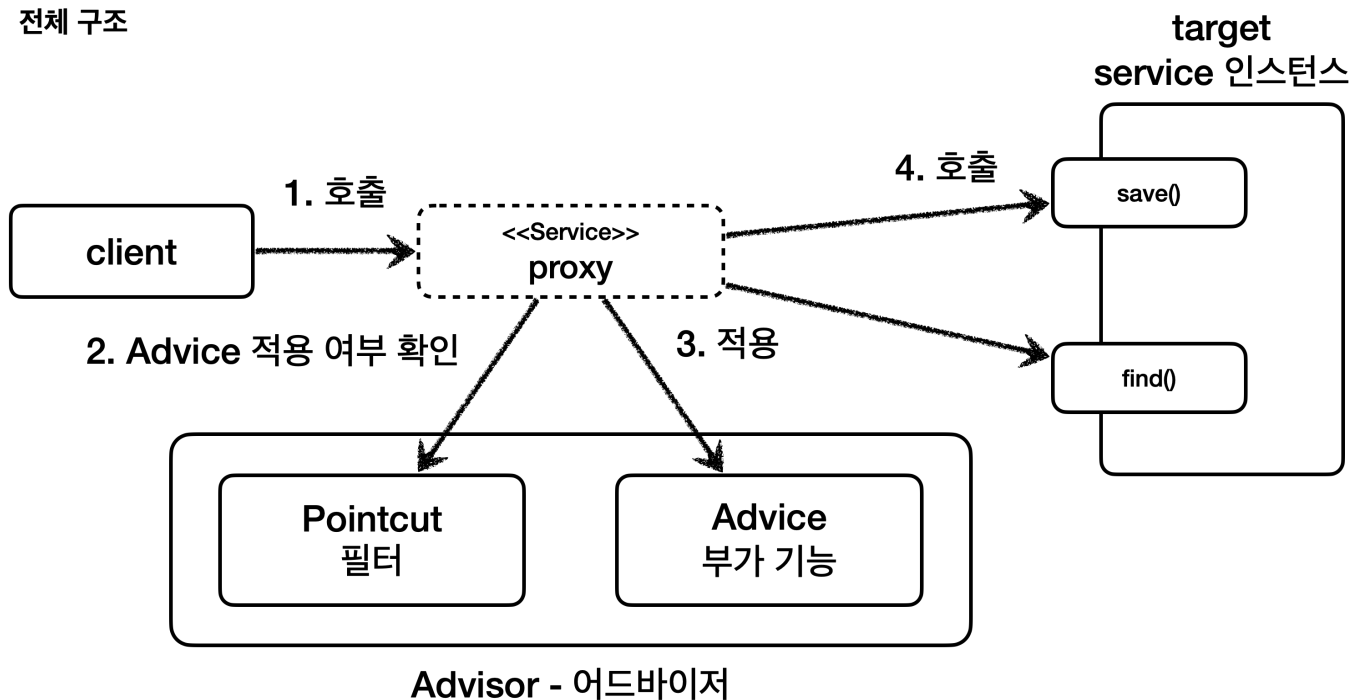 전체 구조
target
service 인스턴스
1. 호출
4. 호출
save()
client
<<Service>>
proxy
2. Advice 적용 여부 확인
3. 적용
find()
Pointcut
필터
Advice
부가 기능
Advisor - 어드바이저